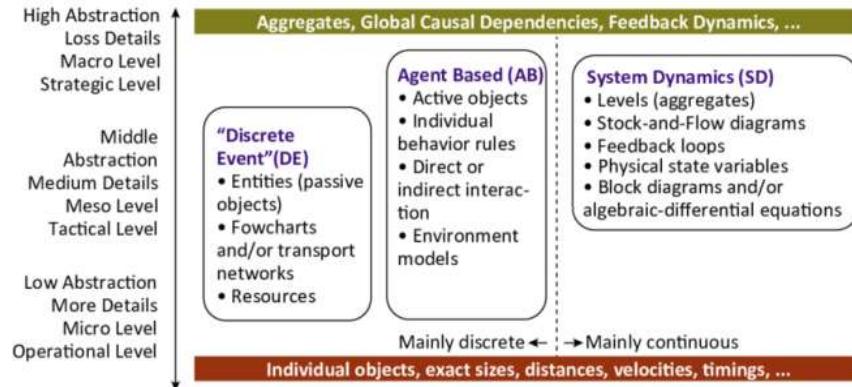 High Abstraction
Loss Details
Macro Level
Strategic Level
Middle
Abstraction
Medium Details
Meso Level
Tactical Level
Low Abstraction
More Details
Micro Level
Operational Level
Aggregates, Global Causal Dependencies, Feedback Dynamics, ...
“Discrete
Event”(DE)
• Entities (passive
objects)
• Fowcharts
and/or transport
networks
• Resources
Agent Based (AB)
• Active objects
• Individual
behavior rules
• Direct or
indirect interac-
tion
• Environment
models
System Dynamics (SD)
• Levels (aggregates)
• Stock-and-Flow diagrams
• Feedback loops
• Physical state variables
• Block diagrams and/or
algebraic-differential equations
Mainly discrete
Mainly continuous
Individual objects, exact sizes, distances, velocities, timings, ...